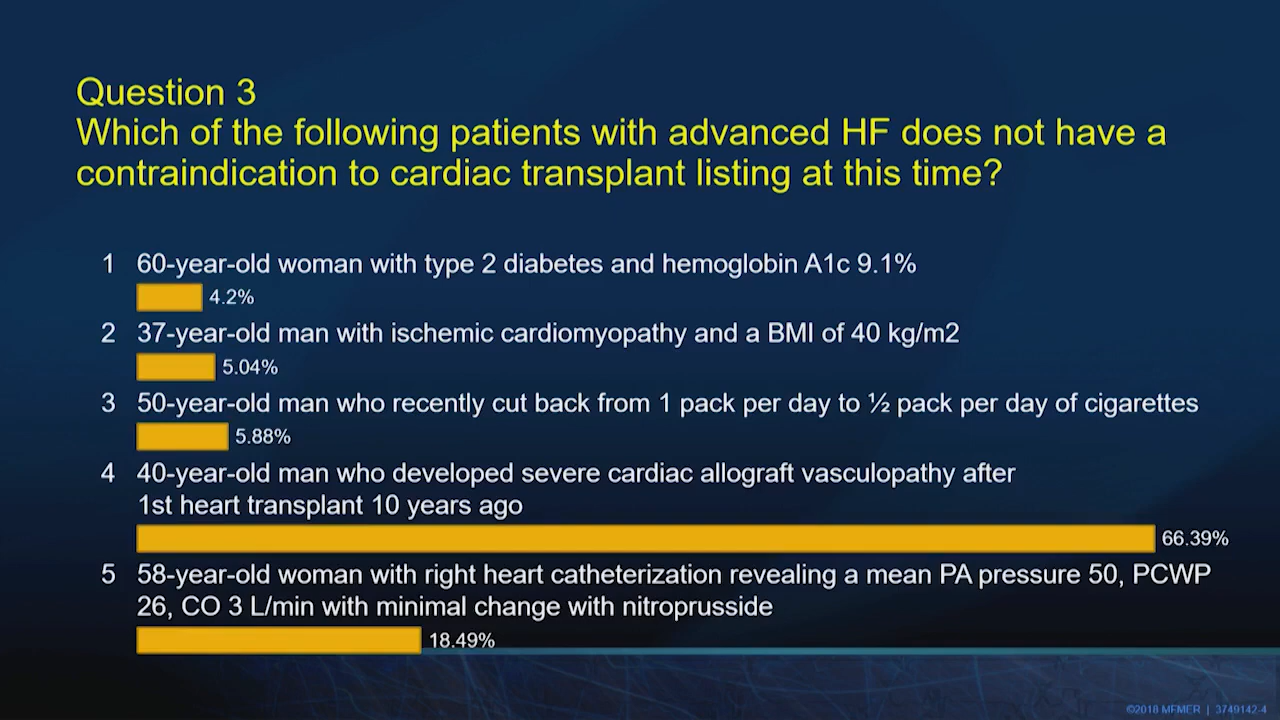 Question 3
Which of the following patients with advanced HF does not have a
contraindication to cardiac transplant listing at this time?
1 60-year-old woman with type 2 diabetes and hemoglobin A1c 9.1%
4.2%
2 37-year-old man with ischemic cardiomyopathy and a BMI of 40 kg/m2
5.04%
3 50-year-old man who recently cut back from 1 pack per day to ½ pack per day of cigarettes
5.88%
4 40-year-old man who developed severe cardiac allograft vasculopathy after
1st heart transplant 10 years ago
66.39%
5 58-year-old woman with right heart catheterization revealing a mean PA pressure 50, PCWP
26, CO 3 L/min with minimal change with nitroprusside
18.49%
©2018 MFMER | 3749142-4